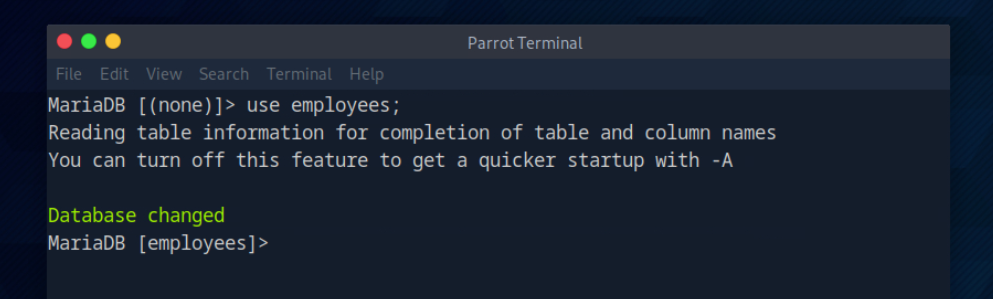 Parrot Terminal
File Edit View Search Terminal Help
MariaDB [(none)]> use employees;
Reading table information for completion of table and column names
You can turn off this feature to get a quicker startup with -A
Database changed
MariaDB [employees]>